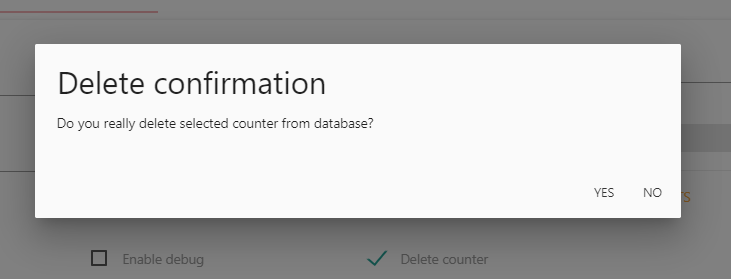 Delete confirmation
Do you really delete selected counter from database?
YES NO
Enable debug Delete counter